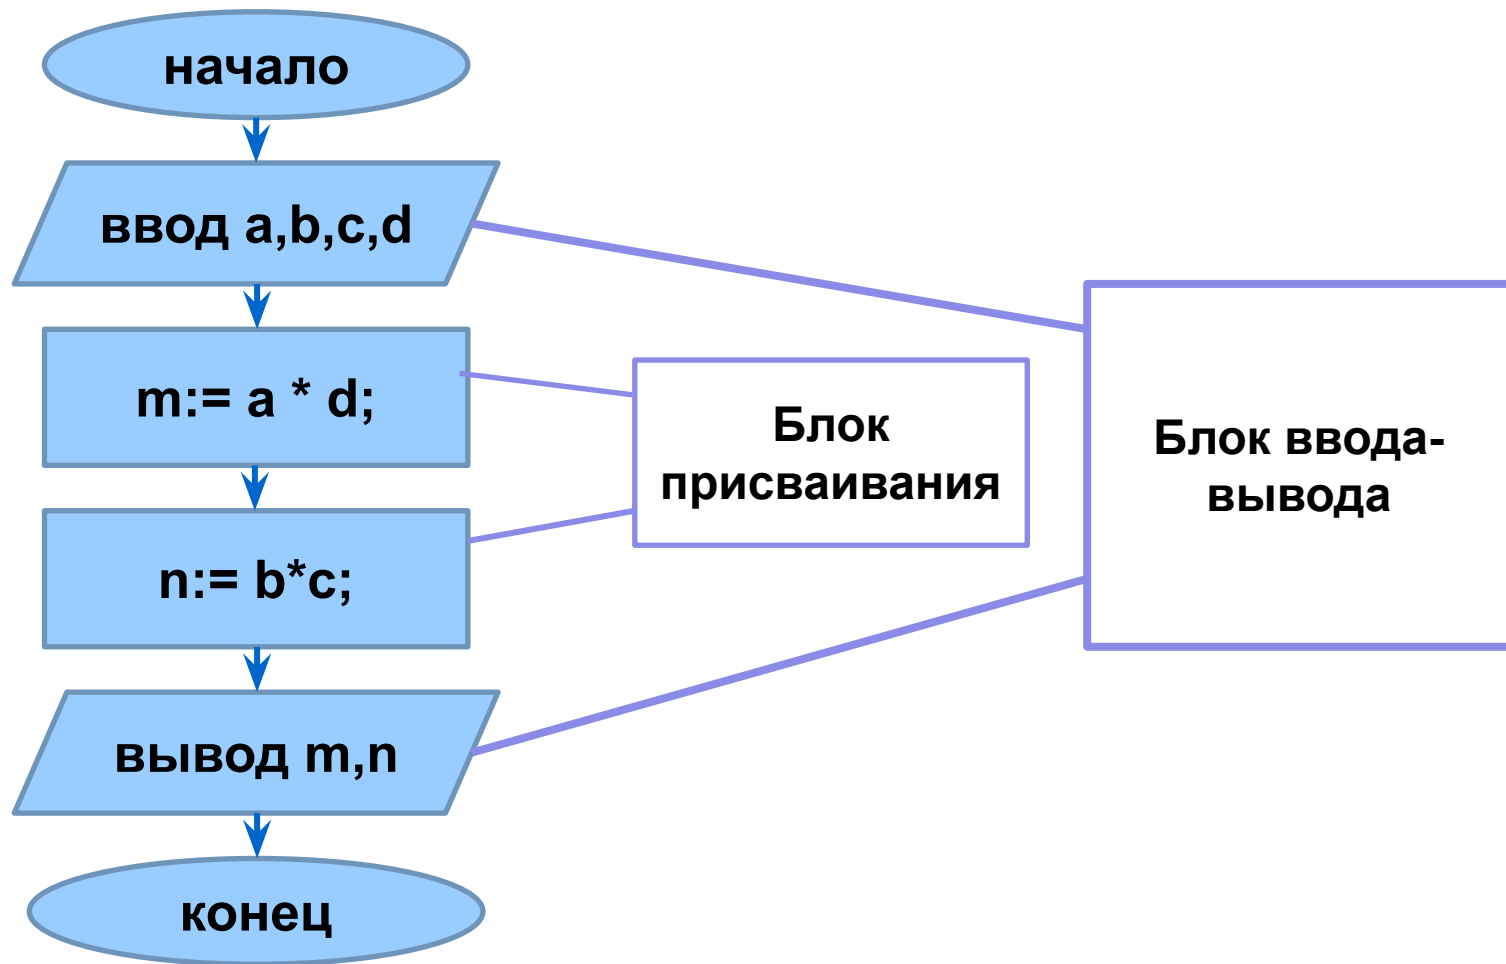 начало
ввод a,b,c,d
m:= a * d;
n:= b*c;
вывод m,n
конец
Блок
присваивания
Блок ввода-
вывода